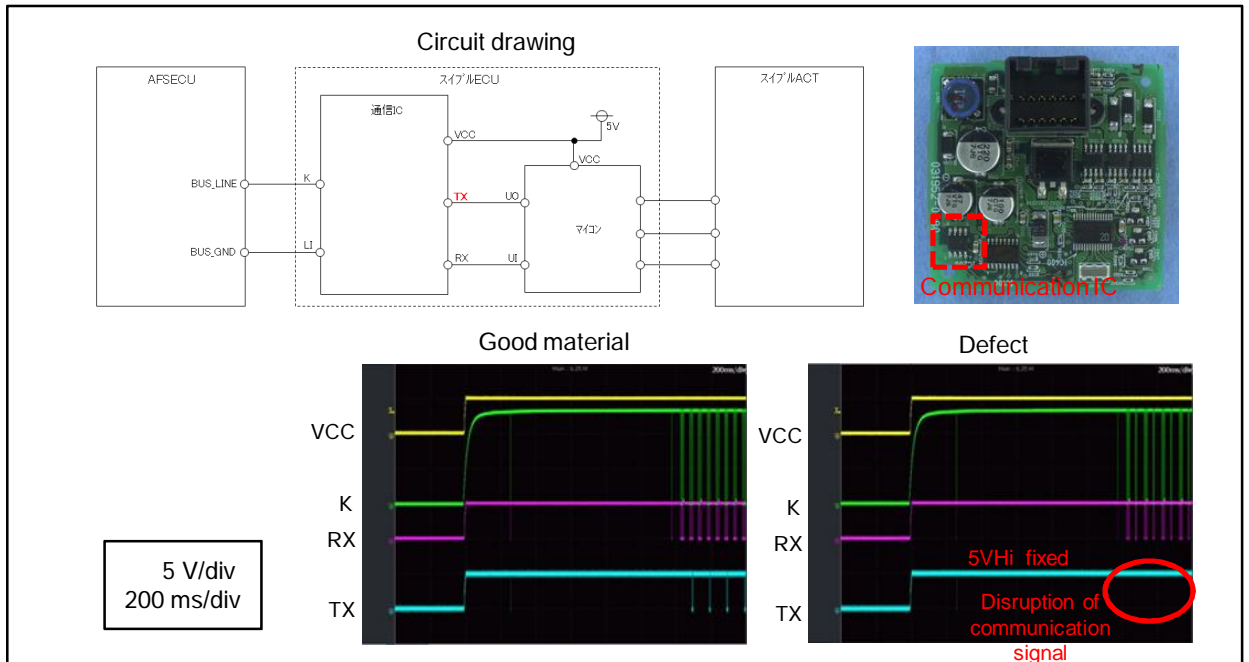 Circuit drawing
AFSECU
スイブルECU
スイブルACT
通信IC
VCC
5V
VCC
BUS_LINE
K
TX
UO
マイコン
BUS_GND
LI
RX
UI
Communication IC
Good material
Defect
200ms/div
200ms/div
VCC
K
RX
TX
VCC
K
RX
TX
5 V/div
200 ms/div
5VHi fixed
Disruption of
communication
signal